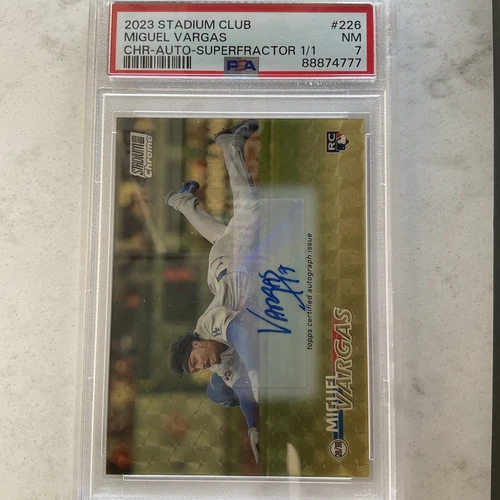 2023 STADIUM CLUB #226
MIGUEL VARGAS NM
CHR-AUTO-SUPERFRACTOR 1/1 7
PSA 88874777
STADIUM CLUB
Chrome
RC
Vargas
topps certified autograph issue
MIGUEL
VARGAS